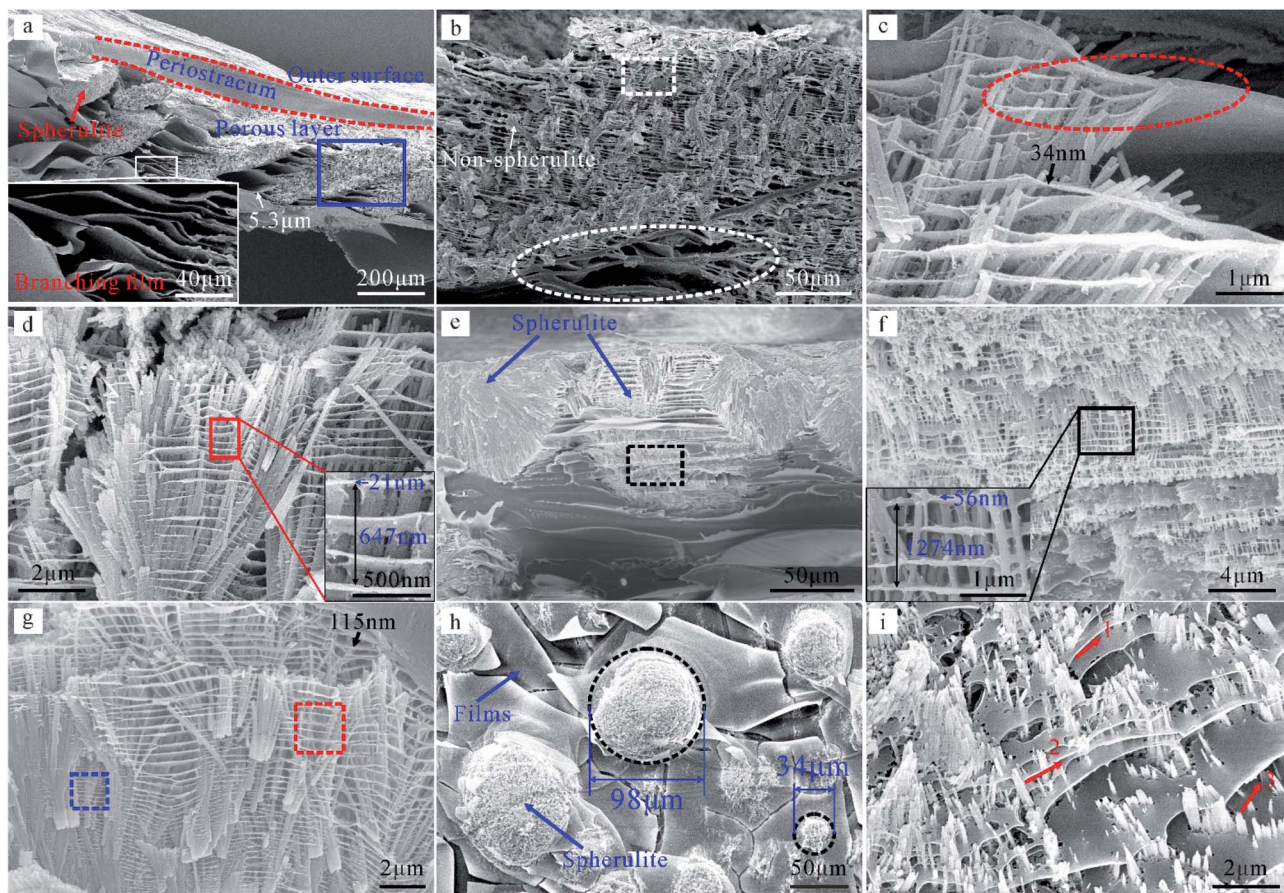 a
Periostracum
Outer surface
Spherulite
Porous layer
5.3μm
Branching film
40μm
200μm
b
Non-spherulite
50μm
c
34nm
1μm
d
21nm
647nm
500nm
2μm
e
Spherulite
50μm
f
56nm
1274nm
1μm
4μm
g
115nm
2μm
h
Films
98μm
34μm
Spherulite
50μm
i
1
2
3
2μm